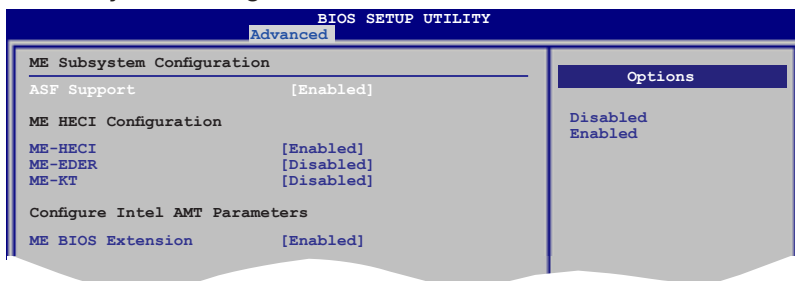 BIOS SETUP UTILITY
Advanced
ME Subsystem Configuration
ASF Support [Enabled]
ME HECI Configuration
ME-HECI [Enabled]
ME-EDER [Disabled]
ME-KT [Disabled]
Configure Intel AMT Parameters
ME BIOS Extension [Enabled]
Options
Disabled
Enabled